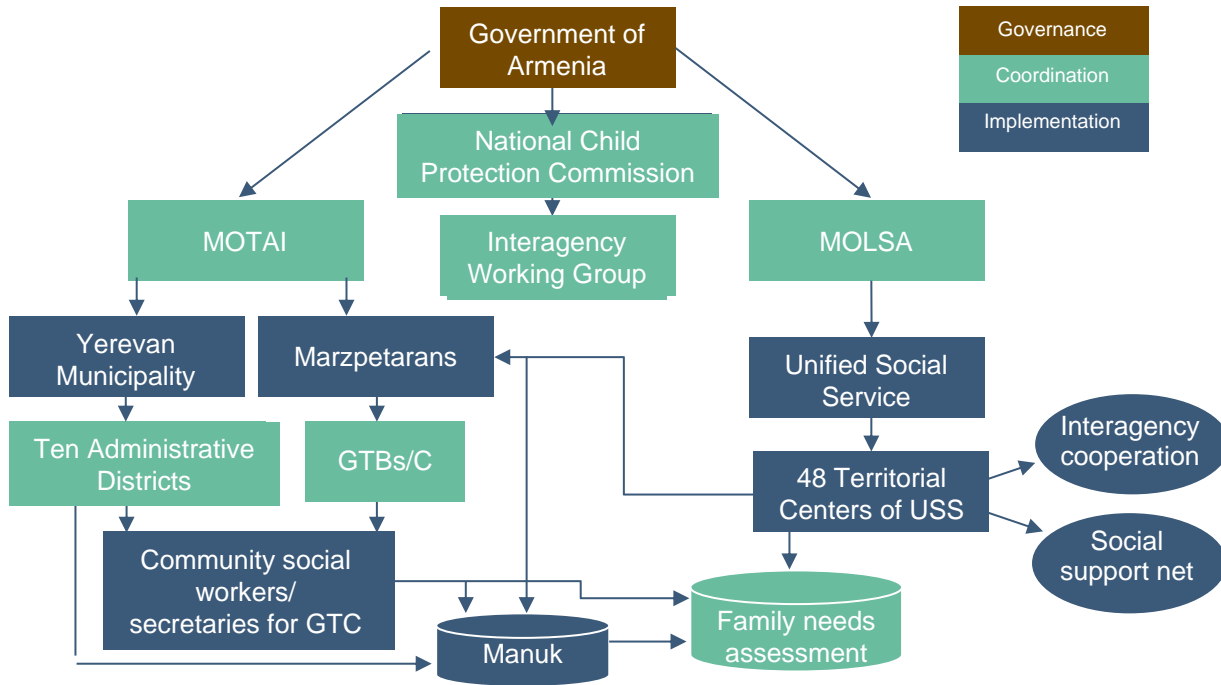 Government of
Armenia
Governance
Coordination
Implementation
National Child
Protection Commission
MOTAI
Interagency
Working Group
MOLSA
Yerevan
Municipality
Marzpetarans
Unified Social
Service
Ten Administrative
Districts
GTBs/C
48 Territorial
Centers of USS
Interagency
cooperation
Social
support net
Community social
workers/
secretaries for GTC
Manuk
Family needs
assessment